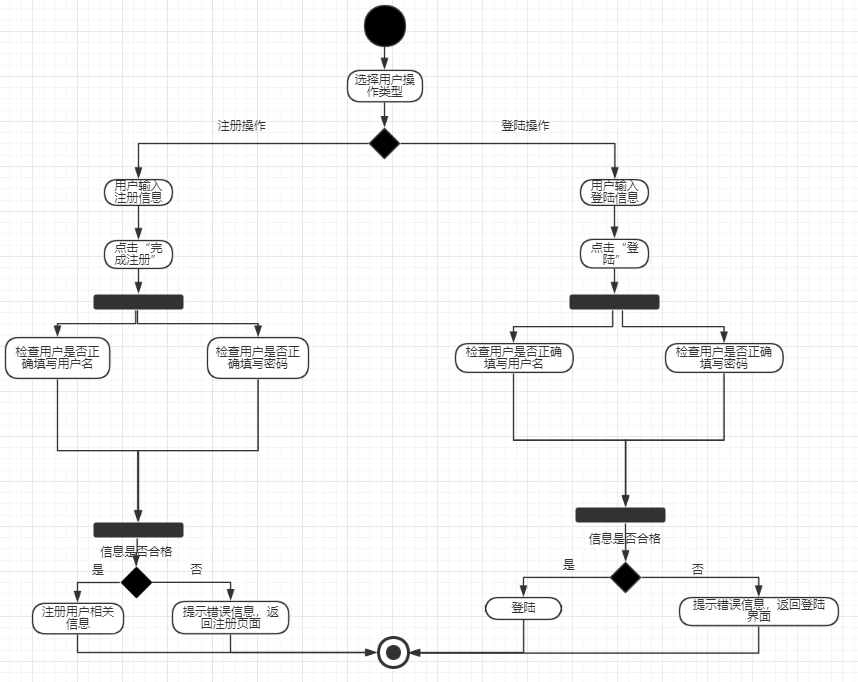 选择用户操
作类型
注册操作
登陆操作
用户输入
注册信息
用户输入
登陆信息
点击“完
成注册”
点击“登
陆”
检查用户是否正
确填写用户名
检查用户是否正
确填写密码
检查用户是否正确
填写用户名
检查用户是否正确
填写密码
信息是否合格
信息是否合格
是
否
是
否
注册用户相关
信息
提示错误信息，返
回注册页面
登陆
提示错误信息，返回登陆
界面